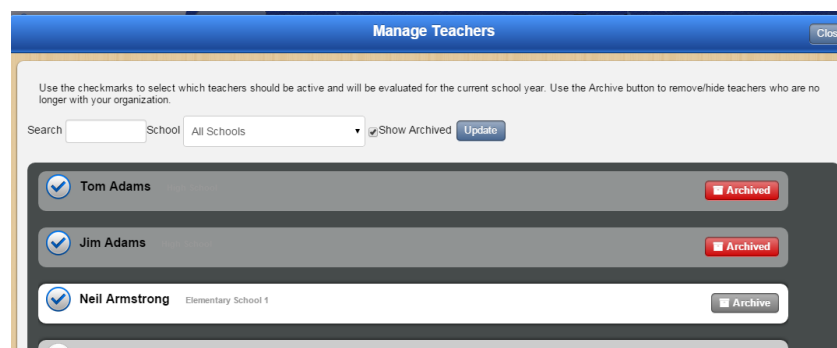 Manage Teachers
Clos
Use the checkmarks to select which teachers should be active and will be evaluated for the current school year. Use the Archive button to remove/hide teachers who are no
longer with your organization.
Search School All Schools Show Archived Update
Tom Adams Archived
Jim Adams Archived
Neil Armstrong Elementary School 1 Archive